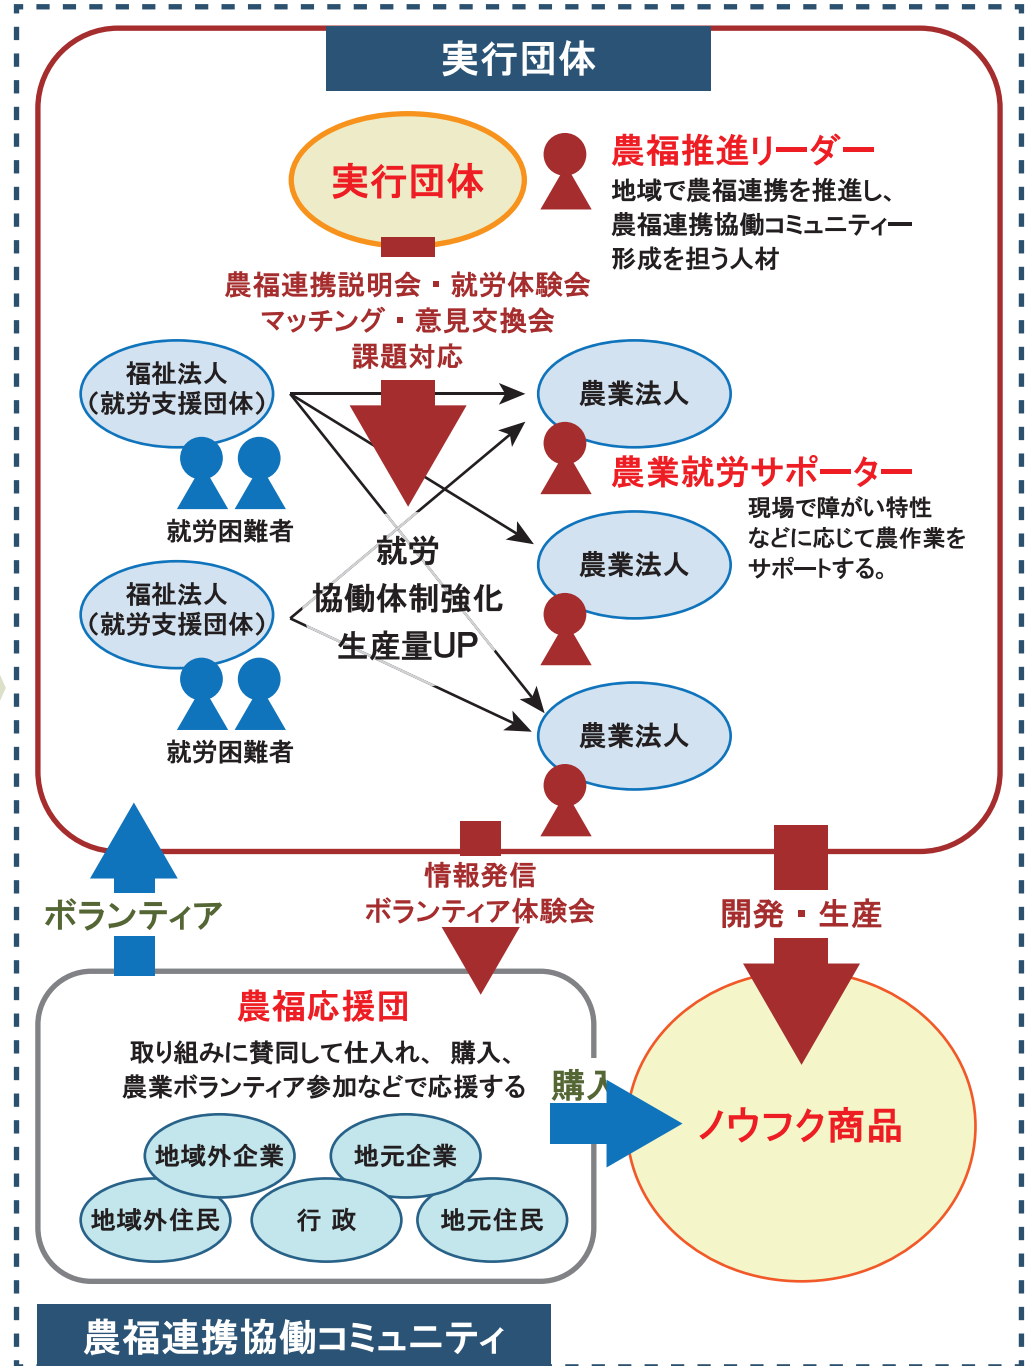 実行団体
実行団体
農福推進リーダー
地域で農福連携を推進し、
農福連携協働コミュニティー
形成を担う人材
農福連携説明会・就労体験会
マッチング・意見交換会
課題対応
福祉法人
（就労支援団体）
就労困難者
福祉法人
（就労支援団体）
就労困難者
農業法人
農業就労サポーター
現場で障がい特性
などに応じて農作業を
サポートする。
農業法人
就労
協働体制強化
生産量UP
農業法人
ボランティア
情報発信
ボランティア体験会
開発・生産
農福応援団
取り組みに賛同して仕入れ、購入、
農業ボランティア参加などで応援する
購入
地域外企業
地元企業
地域外住民
行 政
地元住民
ノウフク商品
農福連携協働コミュニティ